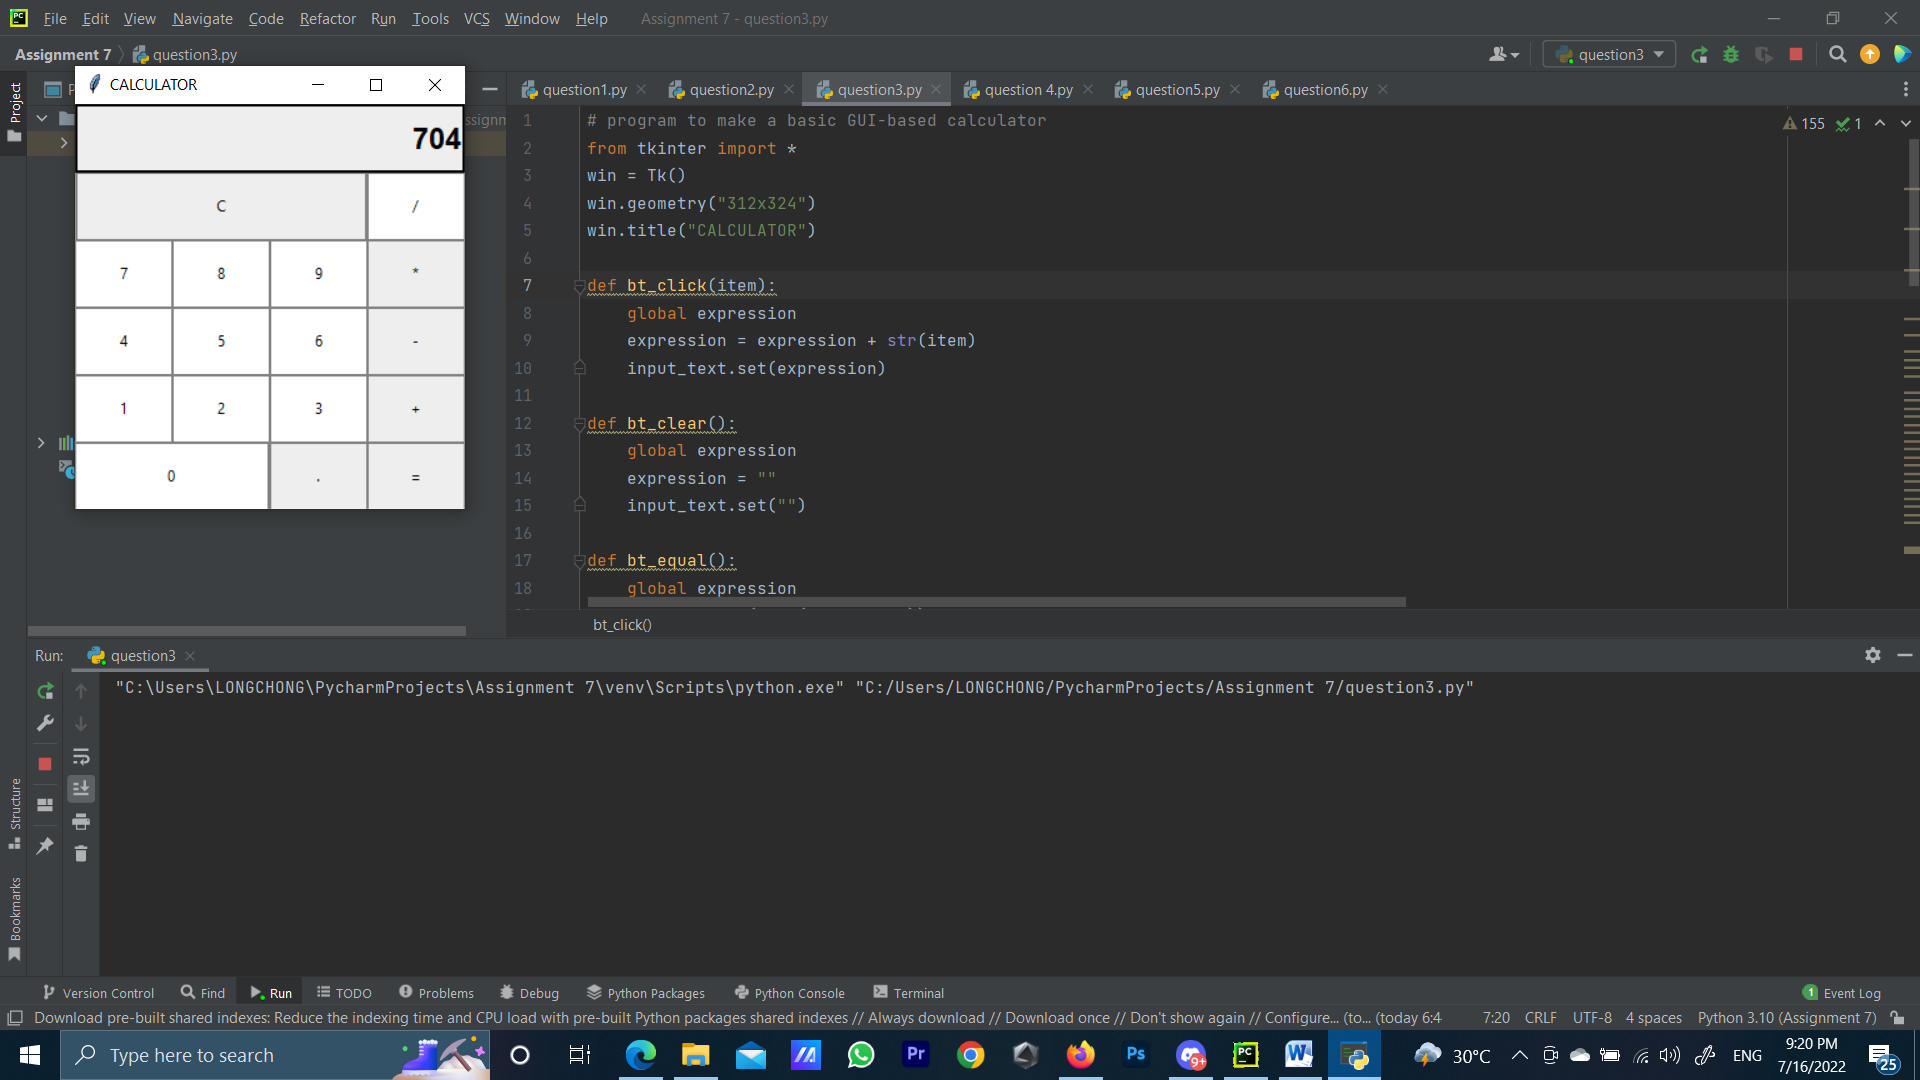 File Edit View Navigate Code Refactor Run Tools VCS Window Help Assignment 7 - question3.py
Assignment 7 question3.py question3
Project
CALCULATOR
704
C /
7 8 9 *
4 5 6 -
1 2 3 +
0 . =
question1.py question2.py question3.py question 4.py question5.py question6.py
155 1
1 # program to make a basic GUI-based calculator
2 from tkinter import *
3 win = Tk()
4 win.geometry("312x324")
5 win.title("CALCULATOR")
6
7 def bt_click(item):
8 global expression
9 expression = expression + str(item)
10 input_text.set(expression)
11
12 def bt_clear():
13 global expression
14 expression = ""
15 input_text.set("")
16
17 def bt_equal():
18 global expression
bt_click()
Run: question3
"C:\Users\LONGCHONG\PycharmProjects\Assignment 7\venv\Scripts\python.exe" "C:/Users/LONGCHONG/PycharmProjects/Assignment 7/question3.py"
Structure
Bookmarks
Version Control Find Run TODO Problems Debug Python Packages Python Console Terminal 1 Event Log
Download pre-built shared indexes: Reduce the indexing time and CPU load with pre-built Python packages shared indexes // Always download // Download once // Don't show again // Configure... (to... (today 6:4 7:20 CRLF UTF-8 4 spaces Python 3.10 (Assignment 7)
Type here to search Pr Ps 9+ PC W 30°C ENG 9:20 PM
7/16/2022 25